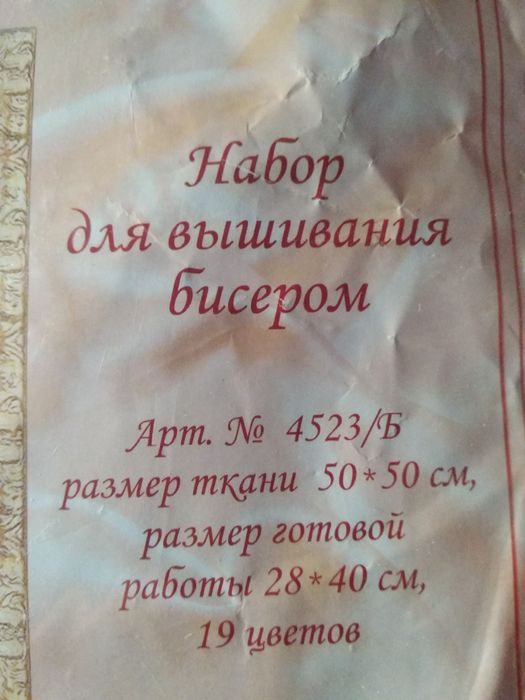 Набор
для вышивания
бисером
Арт. № 4523/Б
размер ткани 50*50 см,
размер готовой
работы 28*40 см,
19 цветов